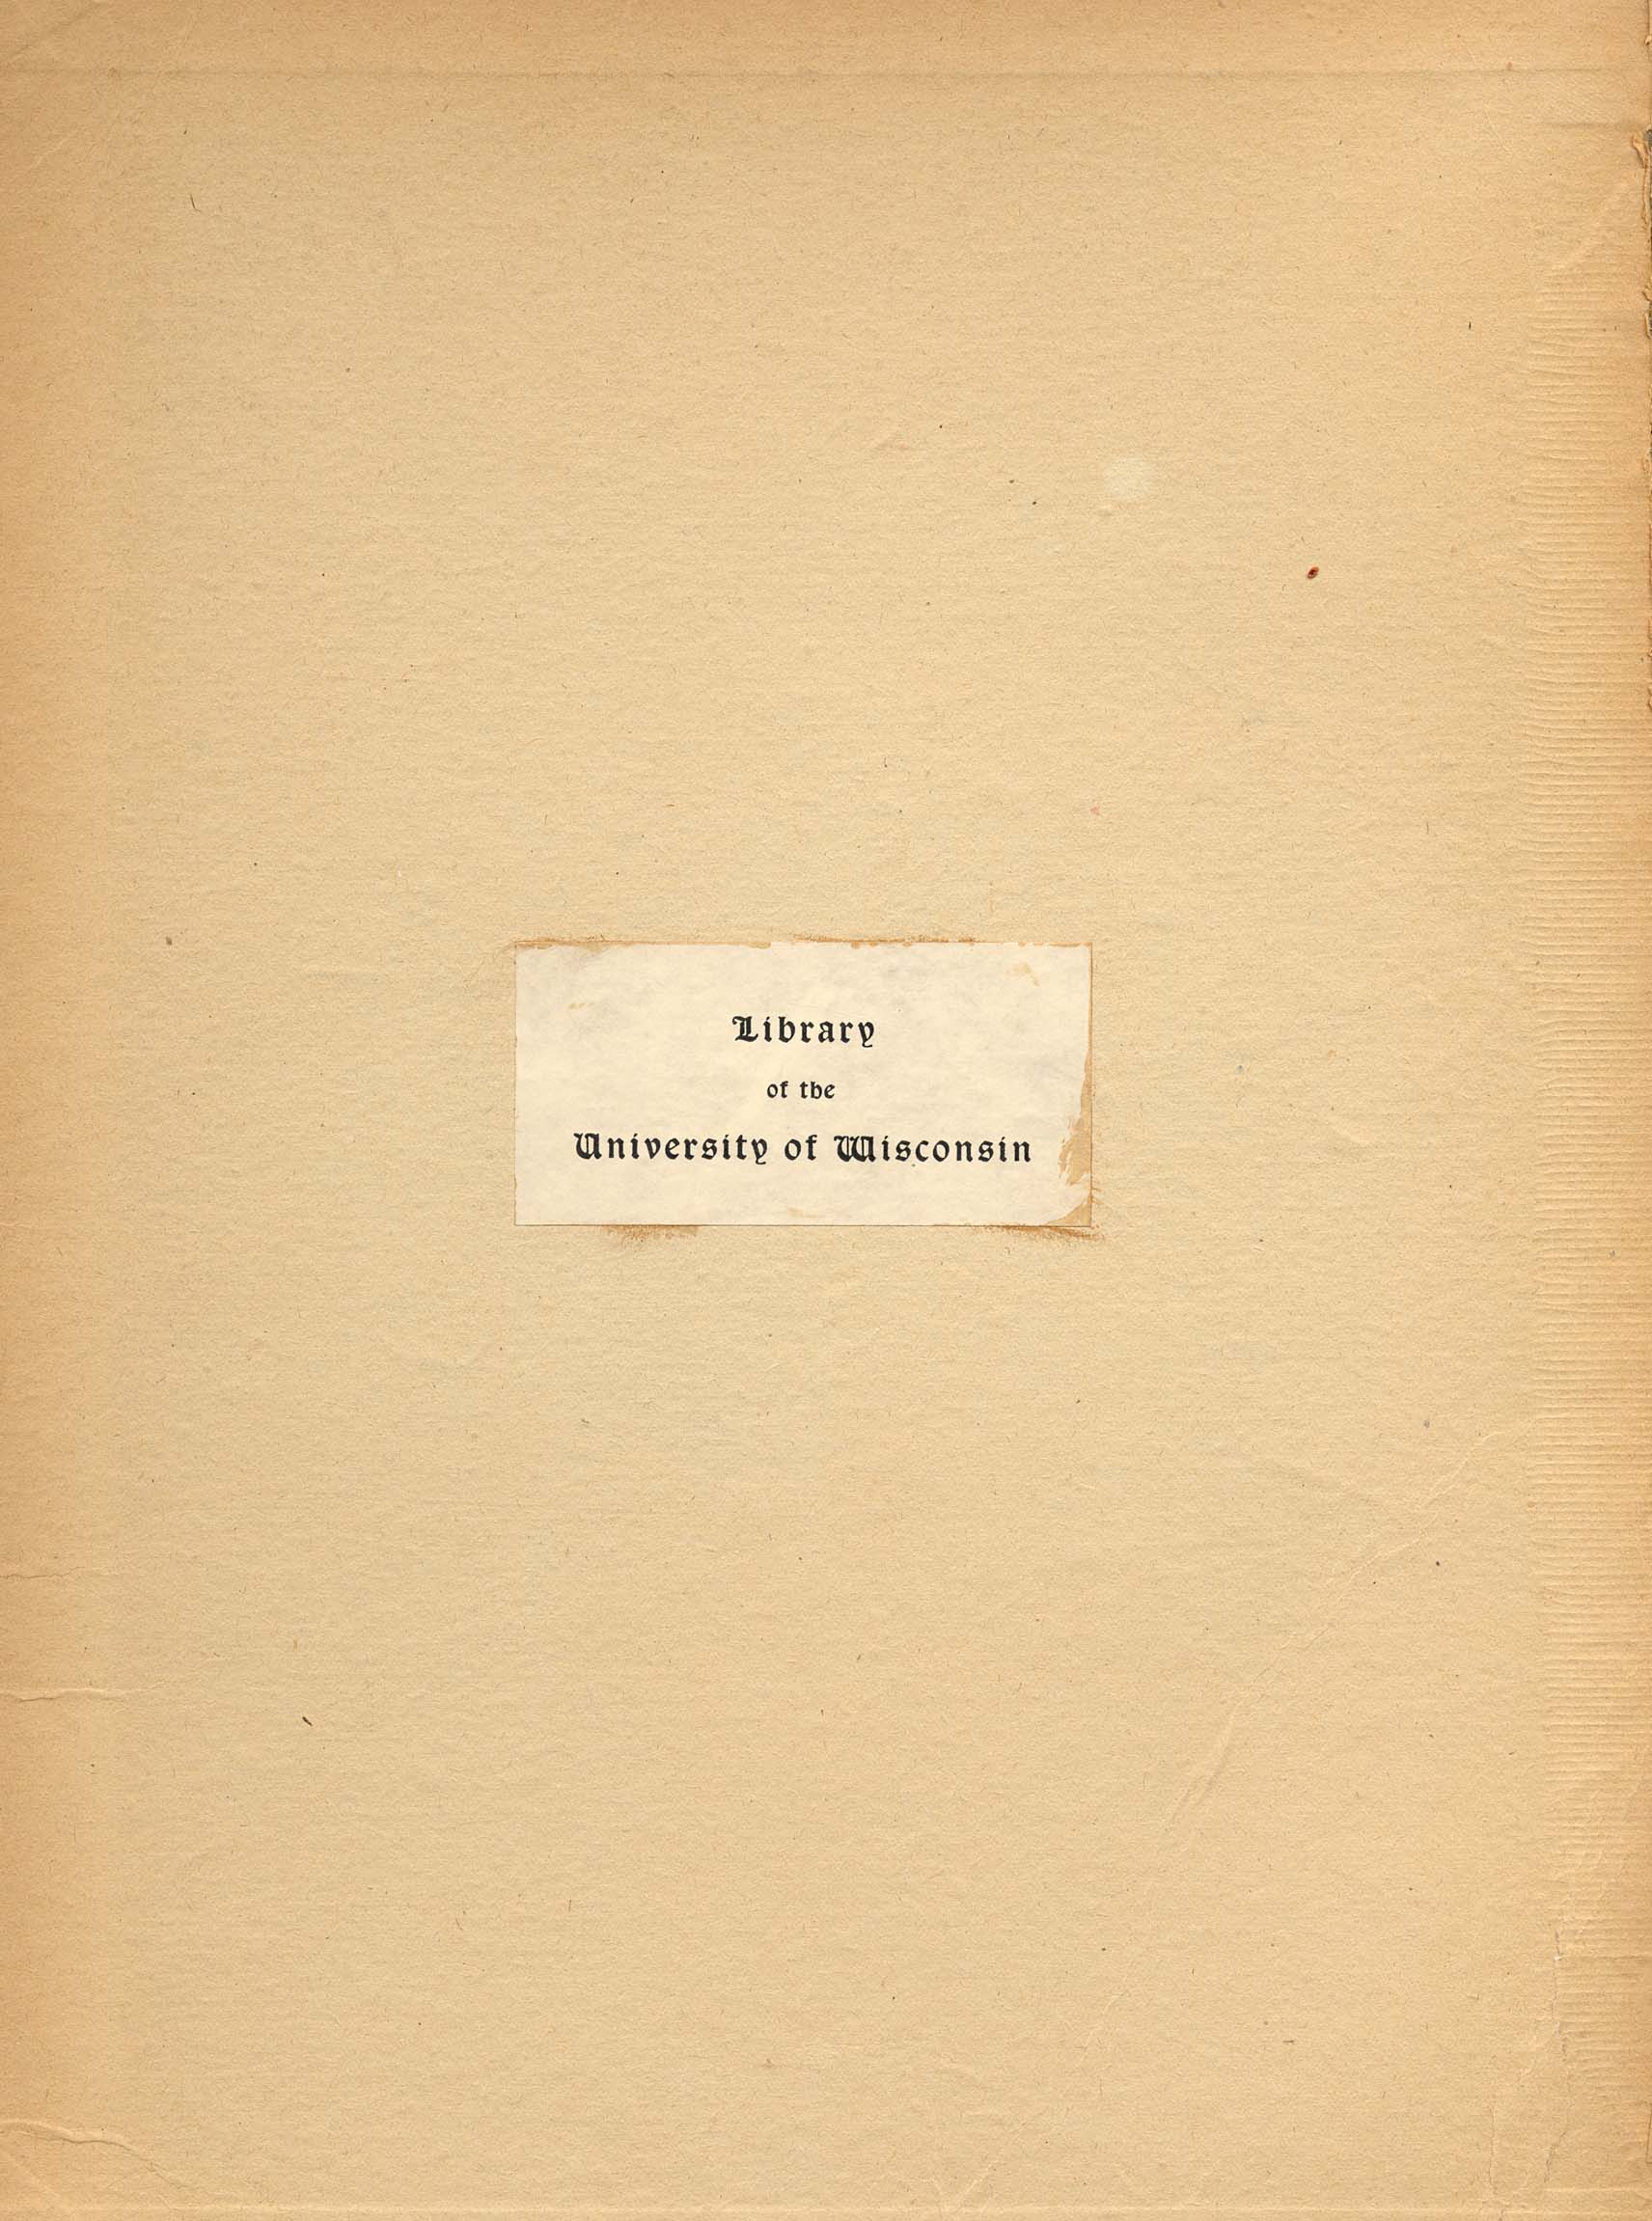 Library
of the
University of Wisconsin